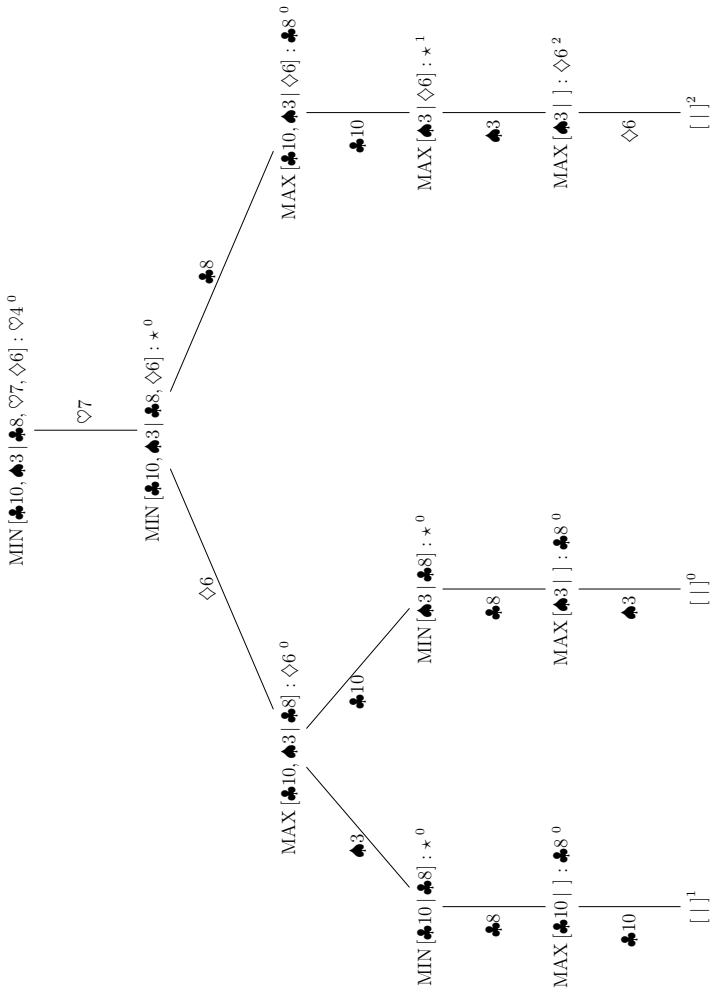 MIN [♣10, ♠3 | ♣8, ♡7, ♢6] : ♡4 ⁰
♡7
MIN [♣10, ♠3 | ♣8, ♢6] : ⋆ ⁰
♢6
♣8
MAX [♣10, ♠3 | ♣8] : ♢6 ⁰
MAX [♣10, ♠3 | ♢6] : ♣8 ⁰
♠3
♣10
♣10
MIN [♣10 | ♣8] : ⋆ ⁰
MIN [♠3 | ♣8] : ⋆ ⁰
MAX [♠3 | ♢6] : ⋆ ¹
♣8
♣8
♠3
MAX [♣10 | ] : ♣8 ⁰
MAX [♠3 | ] : ♣8 ⁰
MAX [♠3 | ] : ♢6 ²
♣10
♠3
♢6
[ | ]¹
[ | ]⁰
[ | ]²